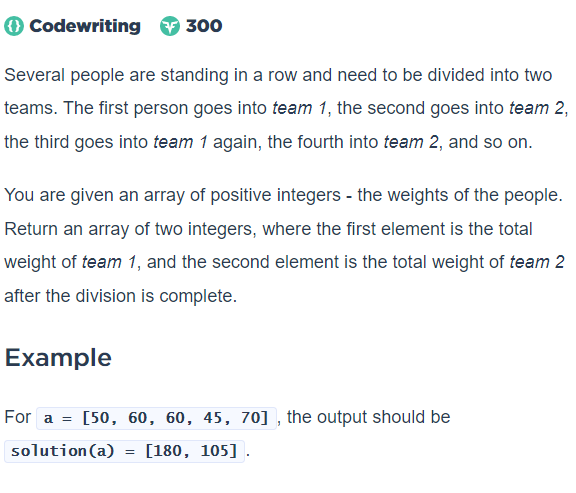 Codewriting 300
Several people are standing in a row and need to be divided into two
teams. The first person goes into team 1, the second goes into team 2,
the third goes into team 1 again, the fourth into team 2, and so on.
You are given an array of positive integers - the weights of the people.
Return an array of two integers, where the first element is the total
weight of team 1, and the second element is the total weight of team 2
after the division is complete.
Example
For a = [50, 60, 60, 45, 70] , the output should be
solution(a) = [180, 105] .